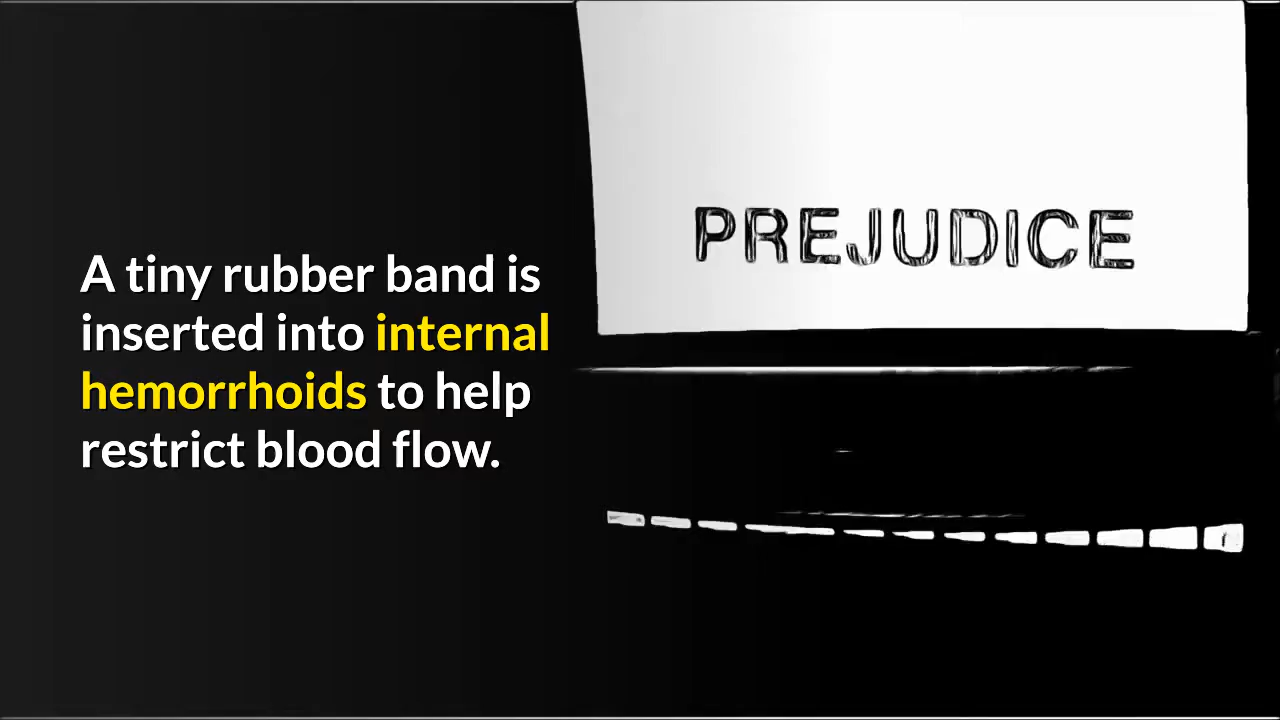 A tiny rubber band is
inserted into internal
hemorrhoids to help
restrict blood flow.
PREJUDICE